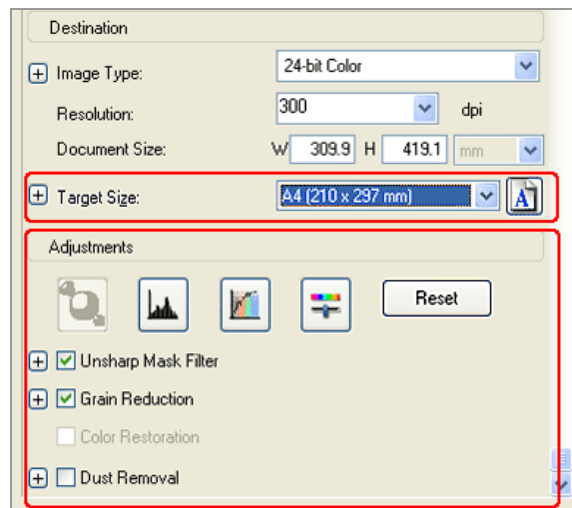 Destination
Image Type: 24-bit Color
Resolution: 300 dpi
Document Size: W 309.9 H 419.1 mm
Target Size: A4 (210 x 297 mm) A
Adjustments
Reset
Unsharp Mask Filter
Grain Reduction
Color Restoration
Dust Removal